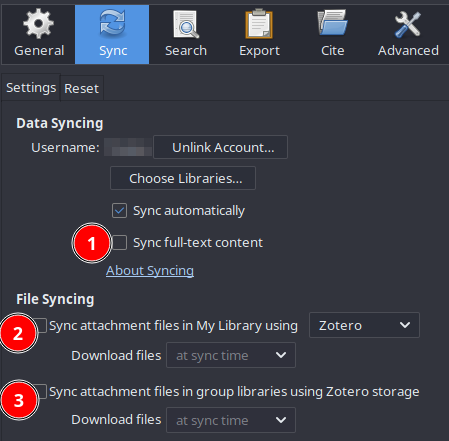 General Sync Search Export Cite Advanced
Settings Reset
Data Syncing
Username: Unlink Account...
Choose Libraries...
Sync automatically
1 Sync full-text content
About Syncing
File Syncing
2 Sync attachment files in My Library using Zotero
Download files at sync time
3 Sync attachment files in group libraries using Zotero storage
Download files at sync time